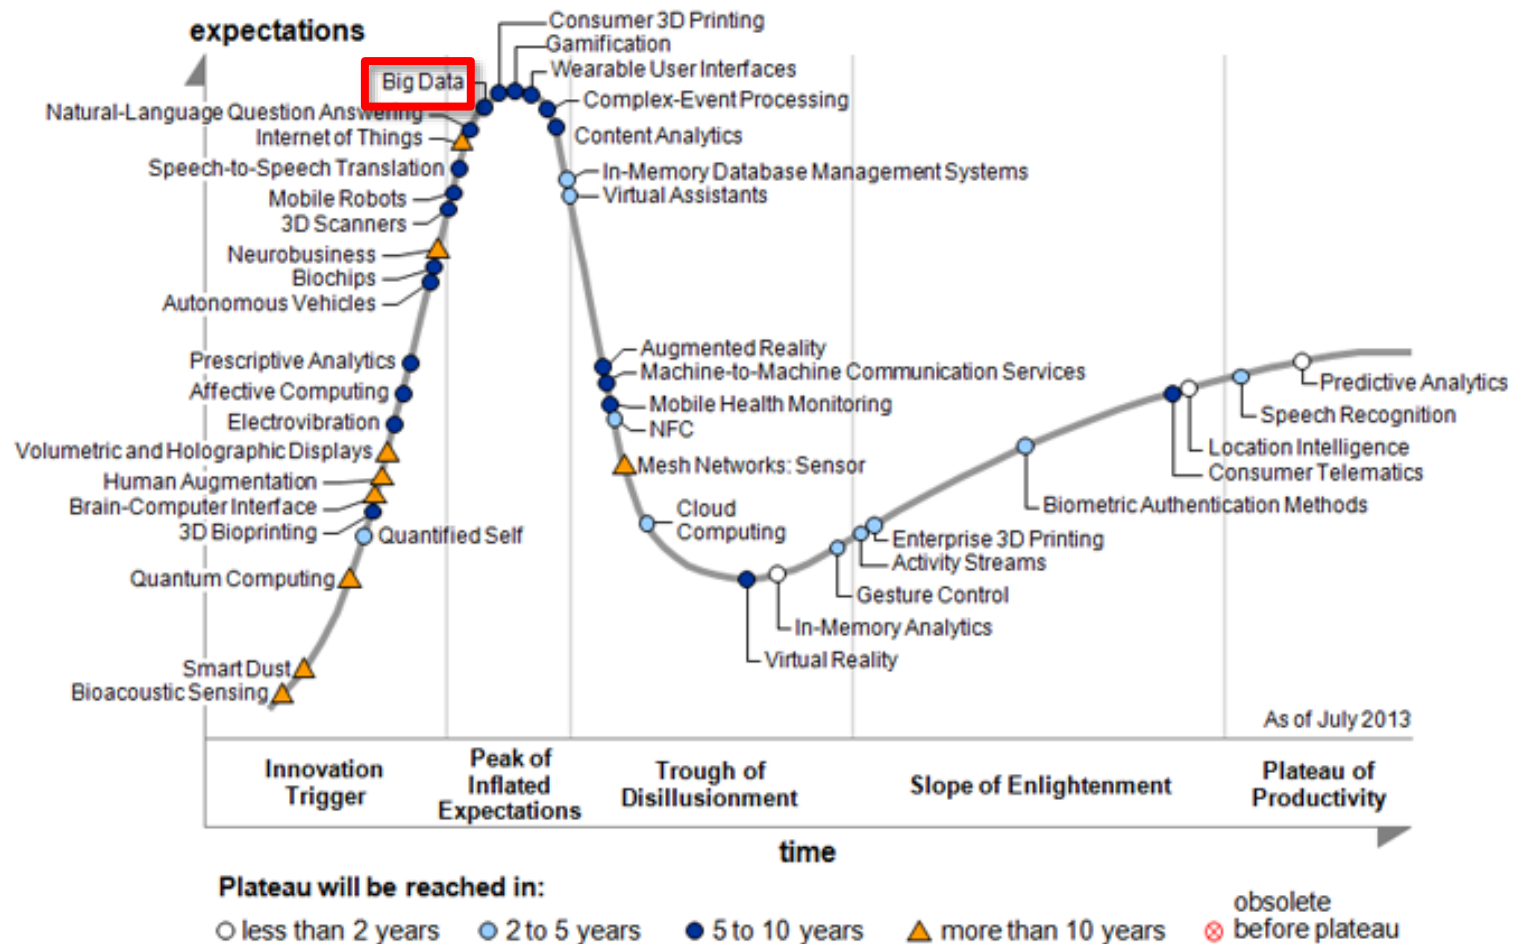 expectations
Consumer 3D Printing
Gamification
Wearable User Interfaces
Big Data
Complex-Event Processing
Natural-Language Question Answering
Content Analytics
Internet of Things
Speech-to-Speech Translation
In-Memory Database Management Systems
Mobile Robots
Virtual Assistants
3D Scanners
Neurobusiness
Biochips
Autonomous Vehicles
Augmented Reality
Prescriptive Analytics
Machine-to-Machine Communication Services
Predictive Analytics
Affective Computing
Mobile Health Monitoring
Speech Recognition
Electrovibration
NFC
Volumetric and Holographic Displays
Location Intelligence
Mesh Networks: Sensor
Consumer Telematics
Human Augmentation
Brain-Computer Interface
Biometric Authentication Methods
Cloud
Computing
3D Bioprinting
Quantified Self
Enterprise 3D Printing
Activity Streams
Quantum Computing
Gesture Control
In-Memory Analytics
Virtual Reality
Smart Dust
Bioacoustic Sensing
As of July 2013
Innovation
Trigger
Peak of
Inflated
Expectations
Trough of
Disillusionment
Slope of Enlightenment
Plateau of
Productivity
time
Plateau will be reached in:
less than 2 years
2 to 5 years
5 to 10 years
more than 10 years
obsolete
before plateau